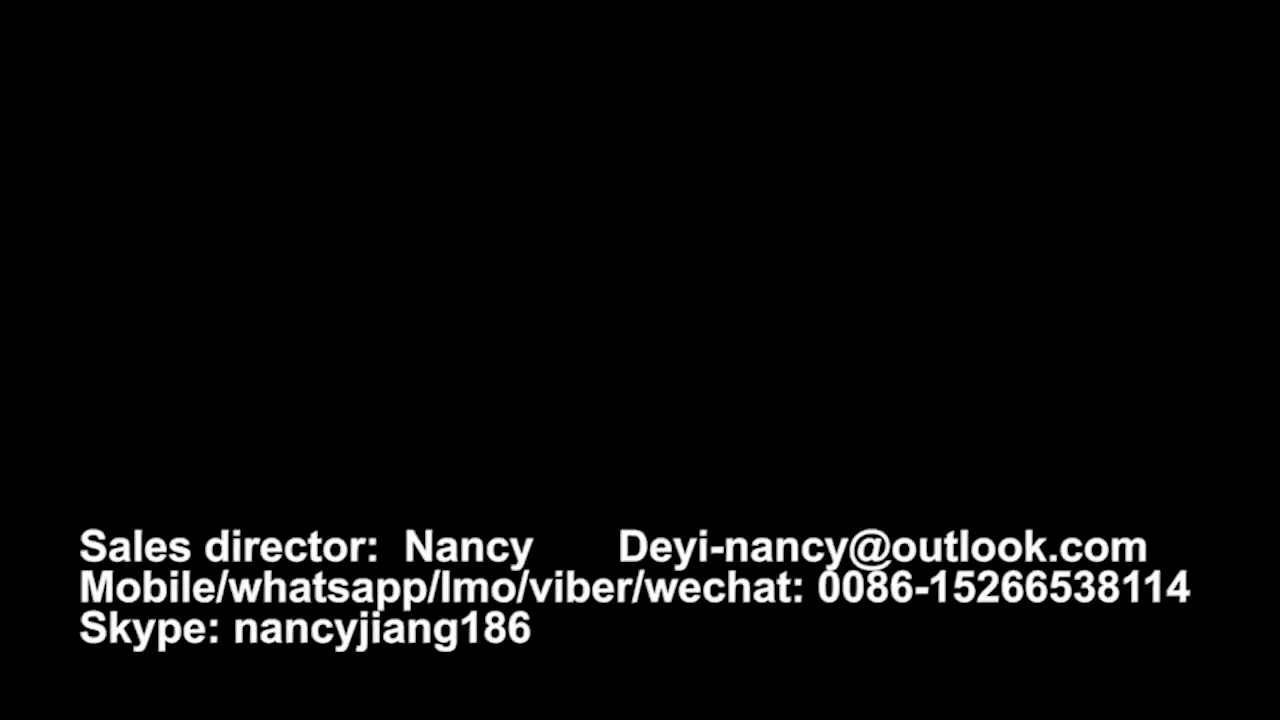 Sales director: Nancy Deyi-nancy@outlook.com
Mobile/whatsapp/Imo/viber/wechat: 0086-15266538114
Skype: nancyjiang186